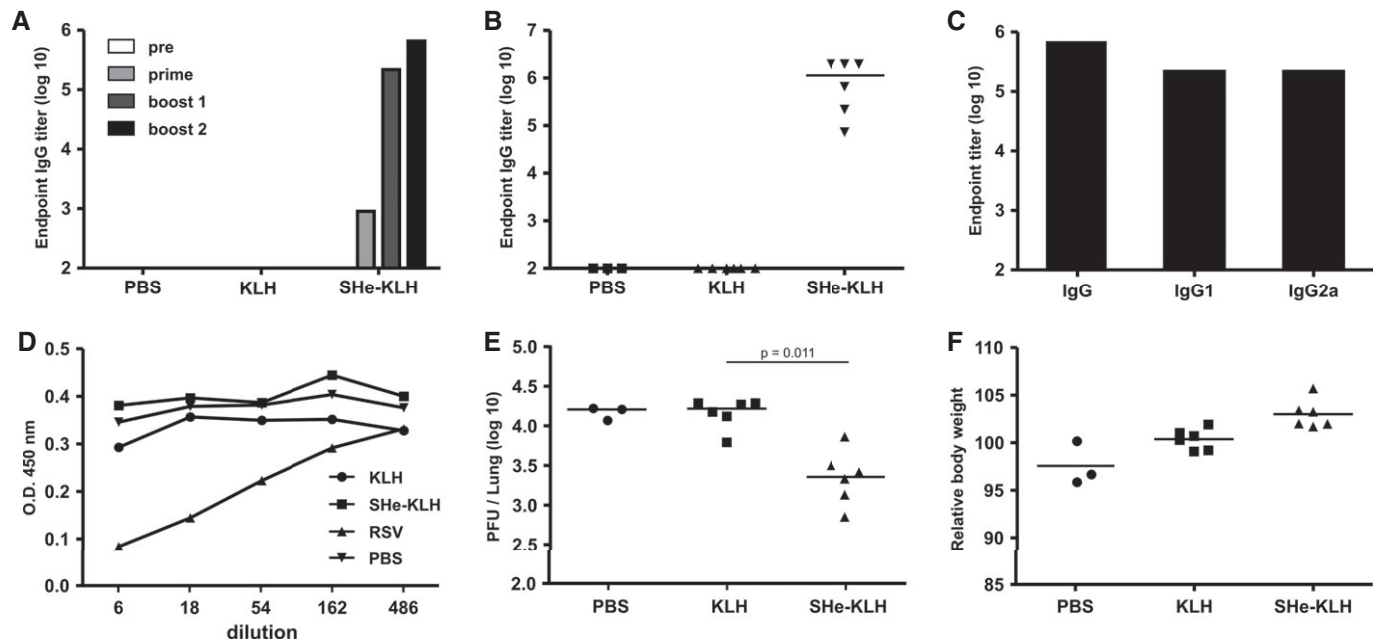 A
Endpoint IgG titer (log 10)
6
5
4
3
2
pre
prime
boost 1
boost 2
PBS KLH SHe-KLH
B
Endpoint IgG titer (log 10)
7
6
5
4
3
2
PBS KLH SHe-KLH
C
Endpoint titer (log 10)
6
5
4
3
2
IgG IgG1 IgG2a
D
O.D. 450 nm
0.5
0.4
0.3
0.2
0.1
0.0
KLH
SHe-KLH
RSV
PBS
6 18 54 162 486
dilution
E
PFU / Lung (log 10)
5.0
4.5
4.0
3.5
3.0
2.5
2.0
p = 0.011
PBS KLH SHe-KLH
F
Relative body weight
110
105
100
95
90
85
PBS KLH SHe-KLH